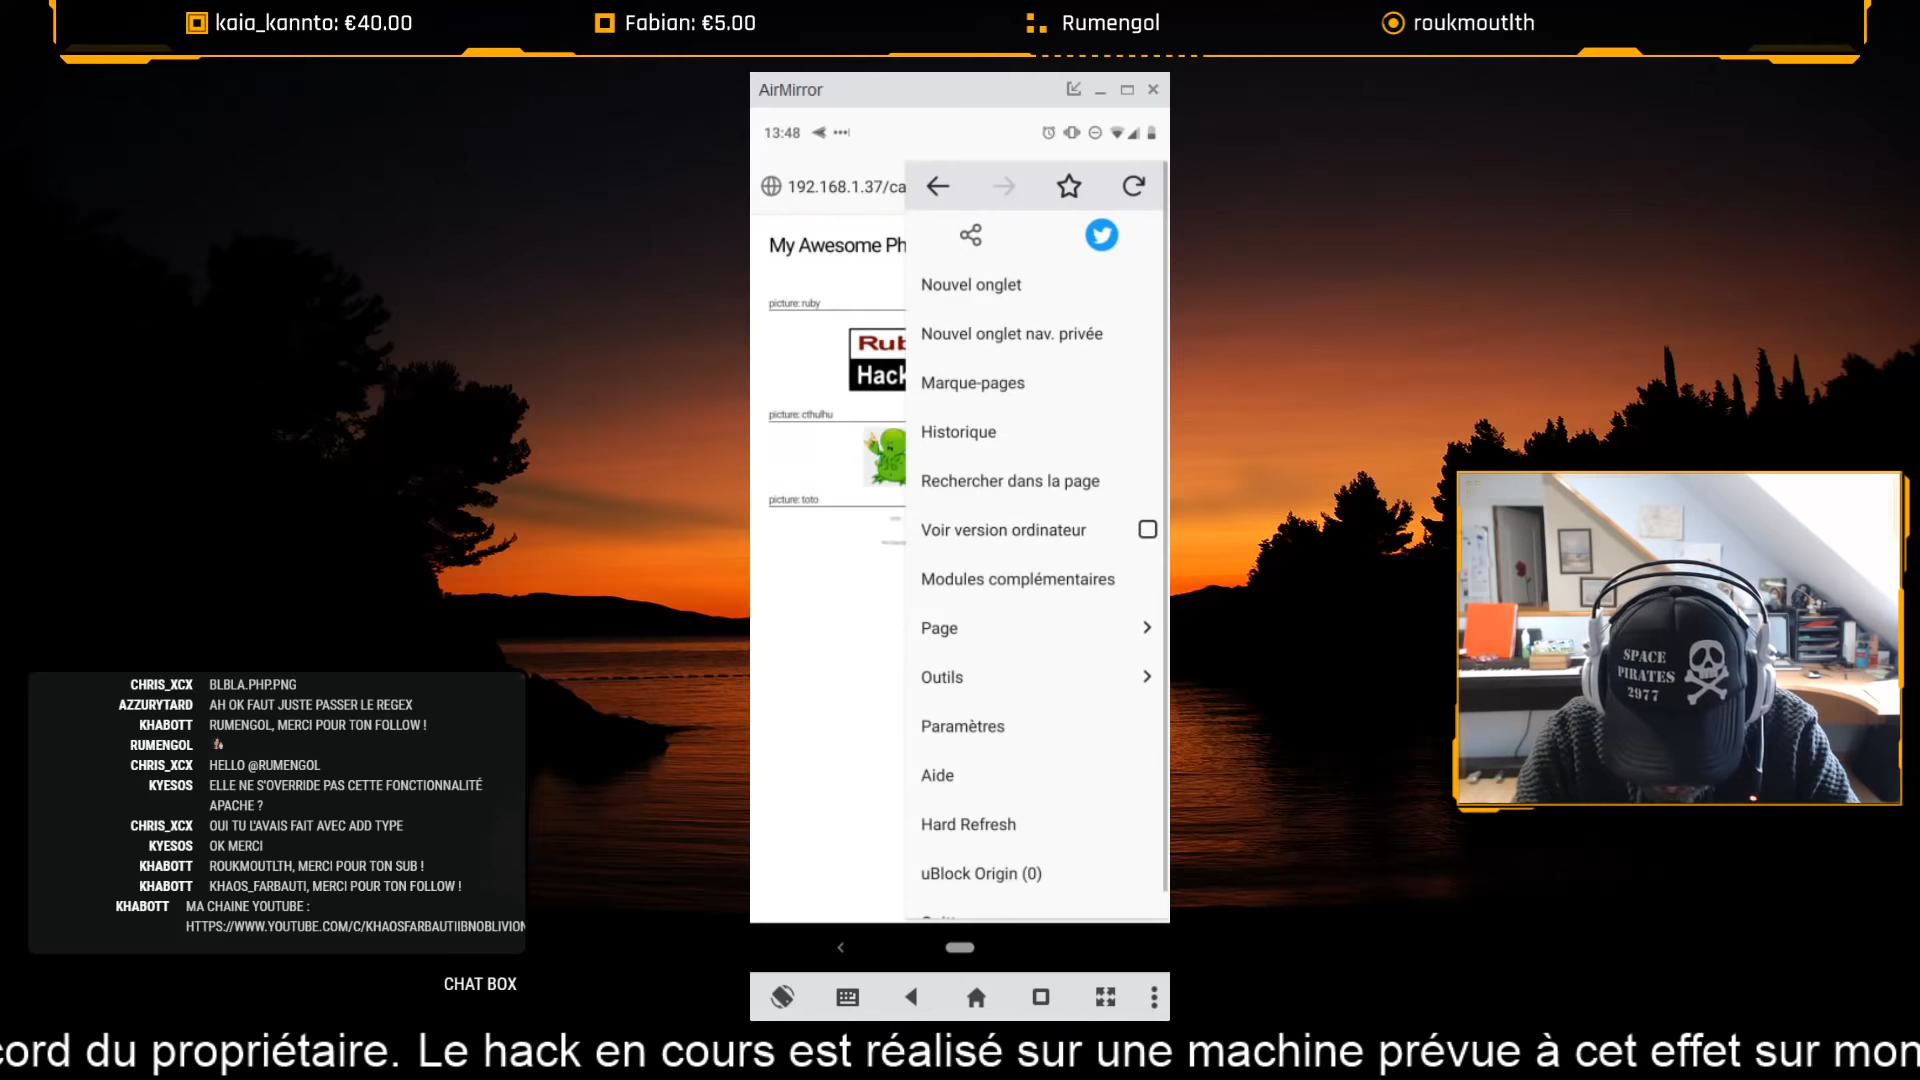 kaia_kannto: €40.00
Fabian: €5.00
Rumengol
roukmoutlth
AirMirror
13:48
192.168.1.37/ca
My Awesome Ph
picture: ruby
Rub
Hack
picture: cthulhu
picture: toto
Nouvel onglet
Nouvel onglet nav. privée
Marque-pages
Historique
Rechercher dans la page
Voir version ordinateur
Modules complémentaires
Page
Outils
Paramètres
Aide
Hard Refresh
uBlock Origin (0)
CHRIS_XCX BLBLA.PHP.PNG
AZZURYTARD AH OK FAUT JUSTE PASSER LE REGEX
KHABOTT RUMENGOL, MERCI POUR TON FOLLOW !
RUMENGOL
CHRIS_XCX HELLO @RUMENGOL
KYESOS ELLE NE S'OVERRIDE PAS CETTE FONCTIONNALITÉ
APACHE ?
CHRIS_XCX OUI TU L'AVAIS FAIT AVEC ADD TYPE
KYESOS OK MERCI
KHABOTT ROUKMOUTLTH, MERCI POUR TON SUB !
KHABOTT KHAOS_FARBAUTI, MERCI POUR TON FOLLOW !
KHABOTT MA CHAINE YOUTUBE :
HTTPS://WWW.YOUTUBE.COM/C/KHAOSFARBAUTIIBNOBLIVION
CHAT BOX
SPACE
PIRATES
2977
cord du propriétaire. Le hack en cours est réalisé sur une machine prévue à cet effet sur mon